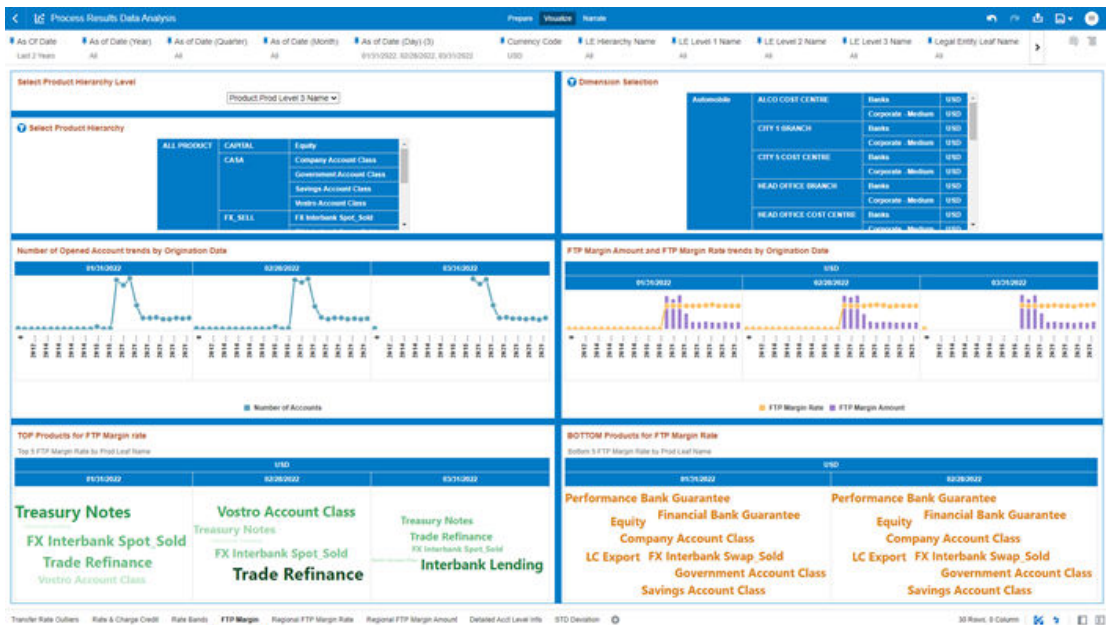 Process Results Data Analysis
Prepare Visualize Narrate
As Of Date As of Date (Year) As of Date (Quarter) As of Date (Month) As of Date (Day) (3) Currency Code LE Hierarchy Name LE Level 1 Name LE Level 2 Name LE Level 3 Name Legal Entity Leaf Name
Last 2 Years All All All 01/31/2022, 02/28/2022, 03/31/2022 USD All All All All All
Select Product Hierarchy Level
Product.Prod Level 3 Name
Select Product Hierarchy
ALL PRODUCT CAPITAL Equity
CASA Company Account Class
Government Account Class
Savings Account Class
Vostro Account Class
FX_SELL FX Interbank Spot_Sold
Dimension Selection
Automobile ALCO COST CENTRE Banks USD
Corporate - Medium USD
CITY 1 BRANCH Banks USD
Corporate - Medium USD
CITY 5 COST CENTRE Banks USD
Corporate - Medium USD
HEAD OFFICE BRANCH Banks USD
Corporate - Medium USD
HEAD OFFICE COST CENTRE Banks USD
Corporate - Medium USD
Number of Opened Account trends by Origination Date
01/31/2022 02/28/2022 03/31/2022
Number of Accounts
FTP Margin Amount and FTP Margin Rate trends by Origination Date
USD
01/31/2022 02/28/2022 03/31/2022
FTP Margin Rate FTP Margin Amount
TOP Products for FTP Margin rate
Top 5 FTP Margin Rate by Prod Leaf Name
USD
01/31/2022 02/28/2022 03/31/2022
Treasury Notes
FX Interbank Spot_Sold
Trade Refinance
Vostro Account Class
Vostro Account Class
Treasury Notes
FX Interbank Spot_Sold
Trade Refinance
Treasury Notes
Trade Refinance
FX Interbank Spot_Sold
Interbank Lending
BOTTOM Products for FTP Margin Rate
Bottom 5 FTP Margin Rate by Prod Leaf Name
USD
01/31/2022 02/28/2022
Performance Bank Guarantee
Equity Financial Bank Guarantee
Company Account Class
LC Export FX Interbank Swap_Sold
Government Account Class
Savings Account Class
Performance Bank Guarantee
Equity Financial Bank Guarantee
Company Account Class
LC Export FX Interbank Swap_Sold
Government Account Class
Savings Account Class
Transfer Rate Outliers Rate & Charge Credit Rate Bands FTP Margin Regional FTP Margin Rate Regional FTP Margin Amount Detailed Acct Level Info STD Deviation
30 Rows, 8 Column